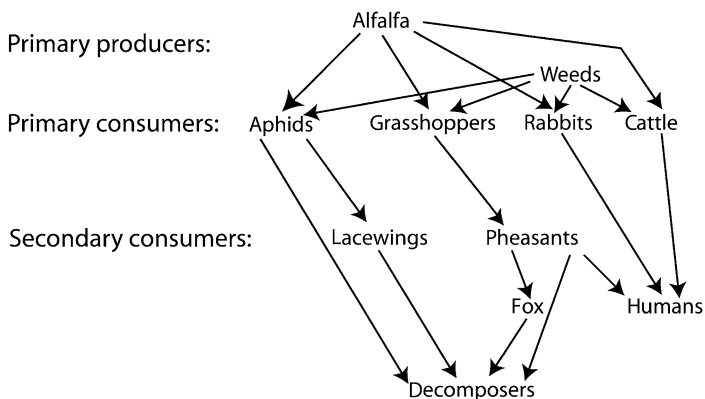 Alfalfa
Primary producers:
Weeds
Primary consumers: Aphids Grasshoppers Rabbits Cattle
Secondary consumers: Lacewings Pheasants
Fox Humans
Decomposers